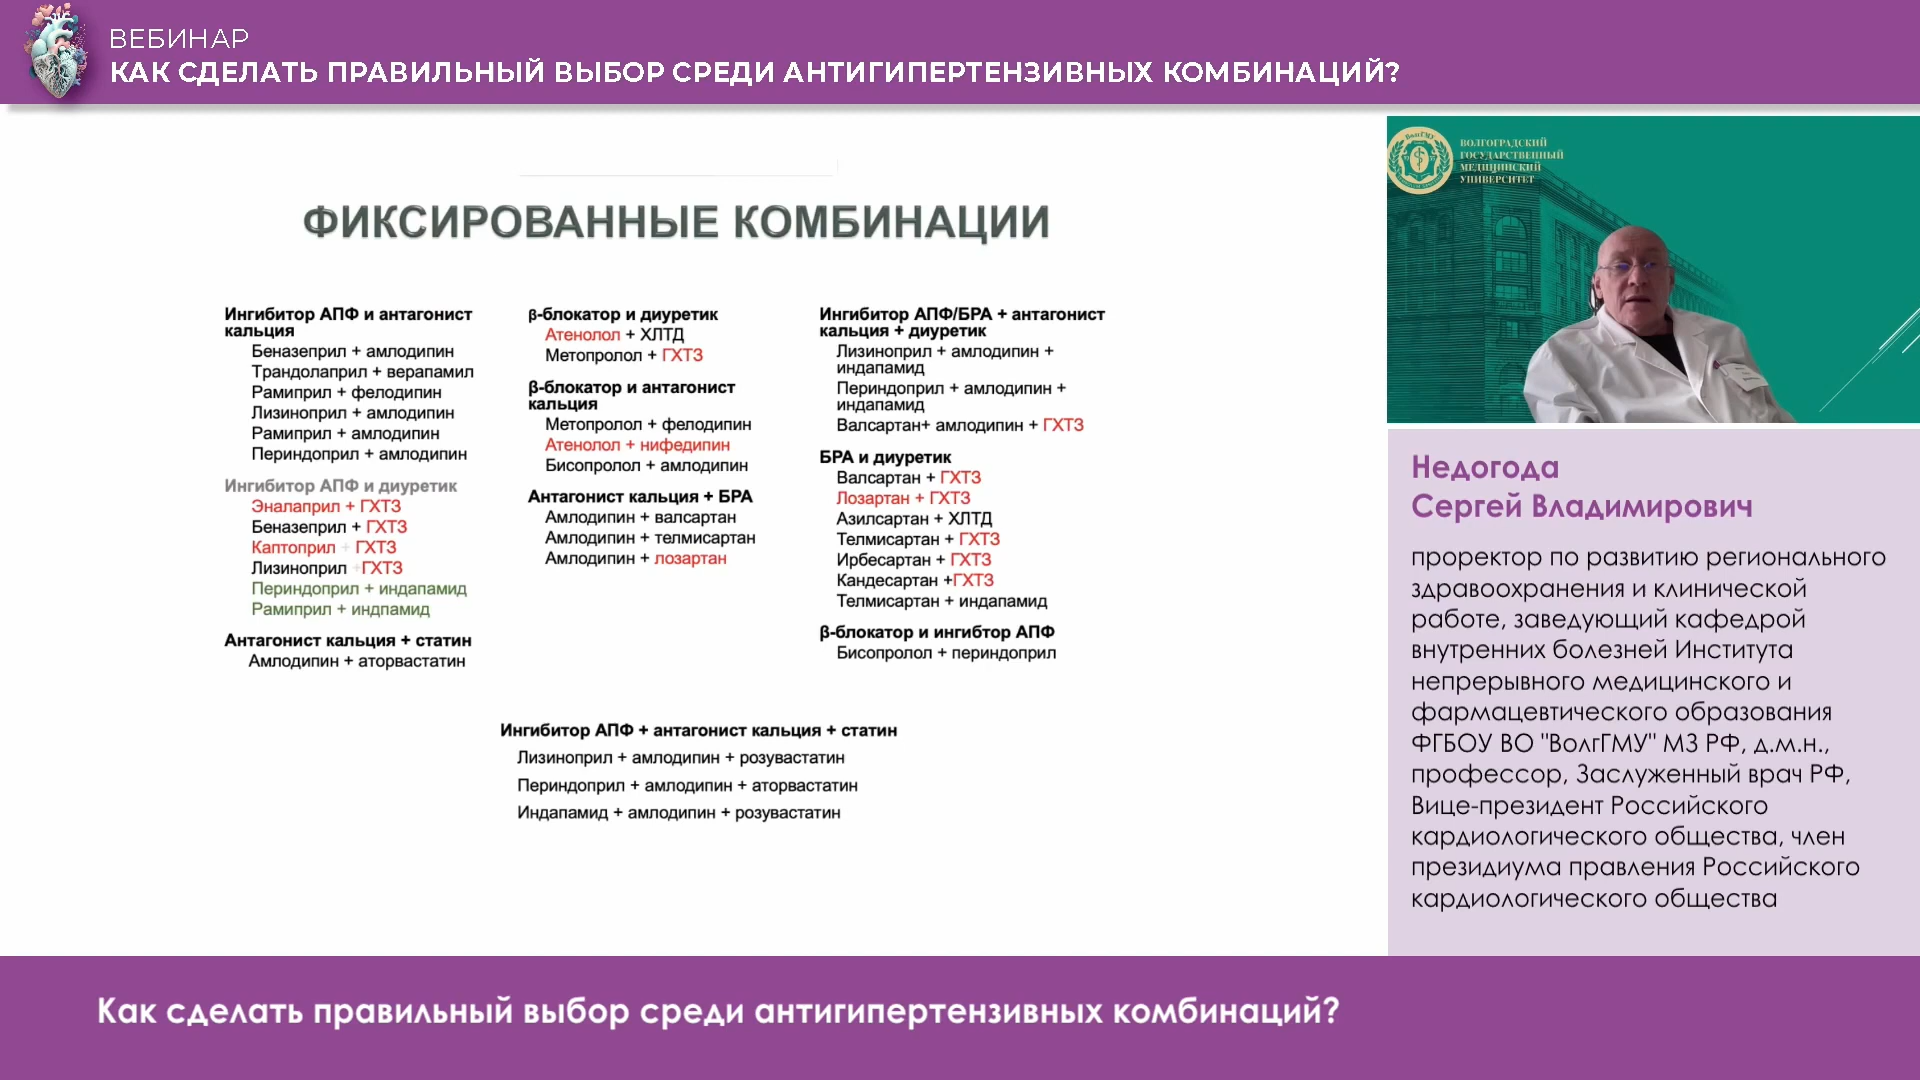 ВЕБИНАР
КАК СДЕЛАТЬ ПРАВИЛЬНЫЙ ВЫБОР СРЕДИ АНТИГИПЕРТЕНЗИВНЫХ КОМБИНАЦИЙ?
ФИКСИРОВАННЫЕ КОМБИНАЦИИ
Ингибитор АПФ и антагонист
кальция
Беназеприл + амлодипин
Трандолаприл + верапамил
Рамиприл + фелодипин
Лизиноприл + амлодипин
Рамиприл + амлодипин
Периндоприл + амлодипин
Ингибитор АПФ и диуретик
Эналаприл + ГХТЗ
Беназеприл + ГХТЗ
Каптоприл + ГХТЗ
Лизиноприл +ГХТЗ
Периндоприл + индапамид
Рамиприл + индпамид
Антагонист кальция + статин
Амлодипин + аторвастатин
β-блокатор и диуретик
Атенолол + ХЛТД
Метопролол + ГХТЗ
β-блокатор и антагонист
кальция
Метопролол + фелодипин
Атенолол + нифедипин
Бисопролол + амлодипин
Антагонист кальция + БРА
Амлодипин + валсартан
Амлодипин + телмисартан
Амлодипин + лозартан
Ингибитор АПФ/БРА + антагонист
кальция + диуретик
Лизиноприл + амлодипин +
индапамид
Периндоприл + амлодипин +
индапамид
Валсартан+ амлодипин + ГХТЗ
БРА и диуретик
Валсартан + ГХТЗ
Лозартан + ГХТЗ
Азилсартан + ХЛТД
Телмисартан + ГХТЗ
Ирбесартан + ГХТЗ
Кандесартан +ГХТЗ
Телмисартан + индапамид
β-блокатор и ингибтор АПФ
Бисопролол + периндоприл
Ингибитор АПФ + антагонист кальция + статин
Лизиноприл + амлодипин + розувастатин
Периндоприл + амлодипин + аторвастатин
Индапамид + амлодипин + розувастатин
ВолгГМУ
ВОЛГОГРАДСКИЙ
ГОСУДАРСТВЕННЫЙ
МЕДИЦИНСКИЙ
УНИВЕРСИТЕТ
Недогода
Сергей Владимирович
проректор по развитию регионального
здравоохранения и клинической
работе, заведующий кафедрой
внутренних болезней Института
непрерывного медицинского и
фармацевтического образования
ФГБОУ ВО "ВолгГМУ" МЗ РФ, д.м.н.,
профессор, Заслуженный врач РФ,
Вице-президент Российского
кардиологического общества, член
президиума правления Российского
кардиологического общества
Как сделать правильный выбор среди антигипертензивных комбинаций?